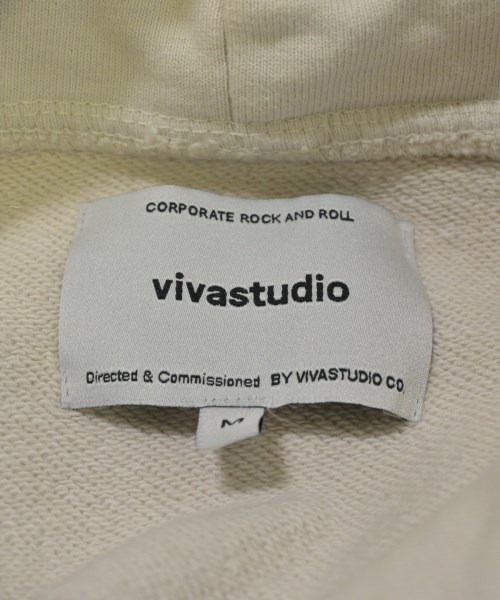 CORPORATE ROCK AND ROLL
vivastudio
Directed & Commissioned BY VIVASTUDIO CO
M